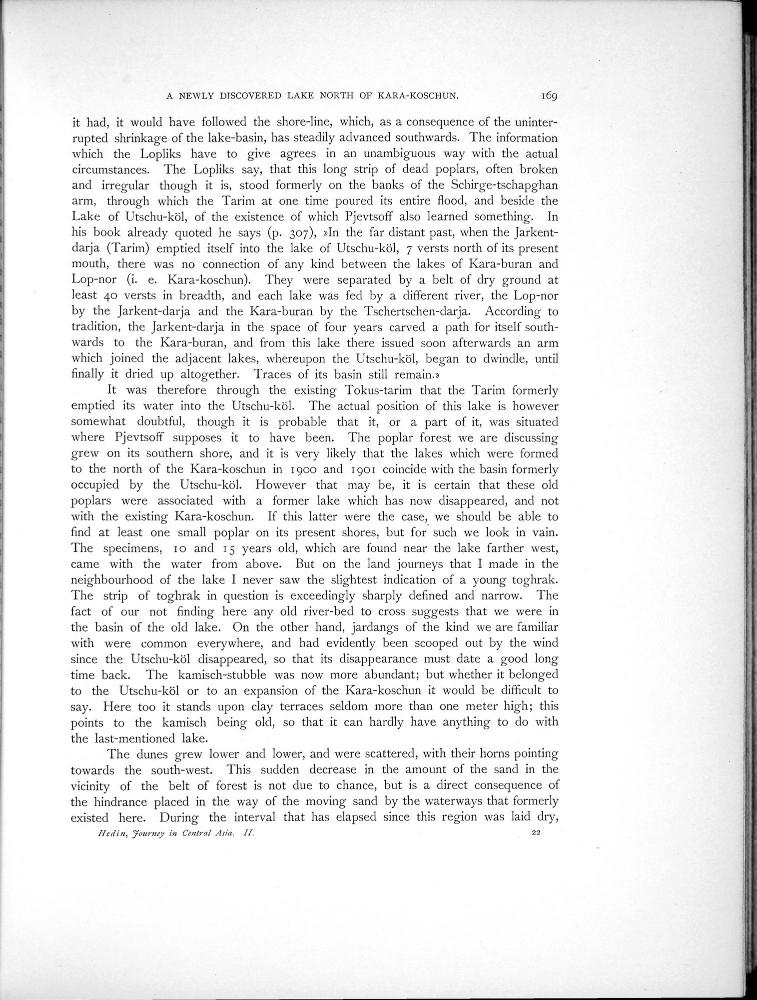 A NEWLY DISCOVERED LAKE NORTH OF KARA-KOSCHUN. 169
it had, it would have followed the shore-line, which, as a consequence of the uninter-
rupted shrinkage of the lake-basin, has steadily advanced southwards. The information
which the Lopliks have to give agrees in an unambiguous way with the actual
circumstances. The Lopliks say, that this long strip of dead poplars, often broken
and irregular though it is, stood formerly on the banks of the Schirge-tschapghan
arm, through which the Tarim at one time poured its entire flood, and beside the
Lake of Utschu-köl, of the existence of which Pjevtsoff also learned something. In
his book already quoted he says (p. 307), »In the far distant past, when the Jarkent-
darja (Tarim) emptied itself into the lake of Utschu-köl, 7 versts north of its present
mouth, there was no connection of any kind between the lakes of Kara-buran and
Lop-nor (i. e. Kara-koschun). They were separated by a belt of dry ground at
least 40 versts in breadth, and each lake was fed by a different river, the Lop-nor
by the Jarkent-darja and the Kara-buran by the Tschertschen-darja. According to
tradition, the Jarkent-darja in the space of four years carved a path for itself south-
wards to the Kara-buran, and from this lake there issued soon afterwards an arm
which joined the adjacent lakes, whereupon the Utschu-köl, began to dwindle, until
finally it dried up altogether. Traces of its basin still remain.»
It was therefore through the existing Tokus-tarim that the Tarim formerly
emptied its water into the Utschu-köl. The actual position of this lake is however
somewhat doubtful, though it is probable that it, or a part of it, was situated
where Pjevtsoff supposes it to have been. The poplar forest we are discussing
grew on its southern shore, and it is very likely that the lakes which were formed
to the north of the Kara-koschun in 1900 and 1901 coincide with the basin formerly
occupied by the Utschu-köl. However that may be, it is certain that these old
poplars were associated with a former lake which has now disappeared, and not
with the existing Kara-koschun. If this latter were the case, we should be able to
find at least one small poplar on its present shores, but for such we look in vain.
The specimens, 10 and 15 years old, which are found near the lake farther west,
came with the water from above. But on the land journeys that I made in the
neighbourhood of the lake I never saw the slightest indication of a young toghrak.
The strip of toghrak in question is exceedingly sharply defined and narrow. The
fact of our not finding here any old river-bed to cross suggests that we were in
the basin of the old lake. On the other hand, jardangs of the kind we are familiar
with were common everywhere, and had evidently been scooped out by the wind
since the Utschu-köl disappeared, so that its disappearance must date a good long
time back. The kamisch-stubble was now more abundant; but whether it belonged
to the Utschu-köl or to an expansion of the Kara-koschun it would be difficult to
say. Here too it stands upon clay terraces seldom more than one meter high; this
points to the kamisch being old, so that it can hardly have anything to do with
the last-mentioned lake.
The dunes grew lower and lower, and were scattered, with their horns pointing
towards the south-west. This sudden decrease in the amount of the sand in the
vicinity of the belt of forest is not due to chance, but is a direct consequence of
the hindrance placed in the way of the moving sand by the waterways that formerly
existed here. During the interval that has elapsed since this region was laid dry,
Hedin, Journey in Central Asia. II. 22